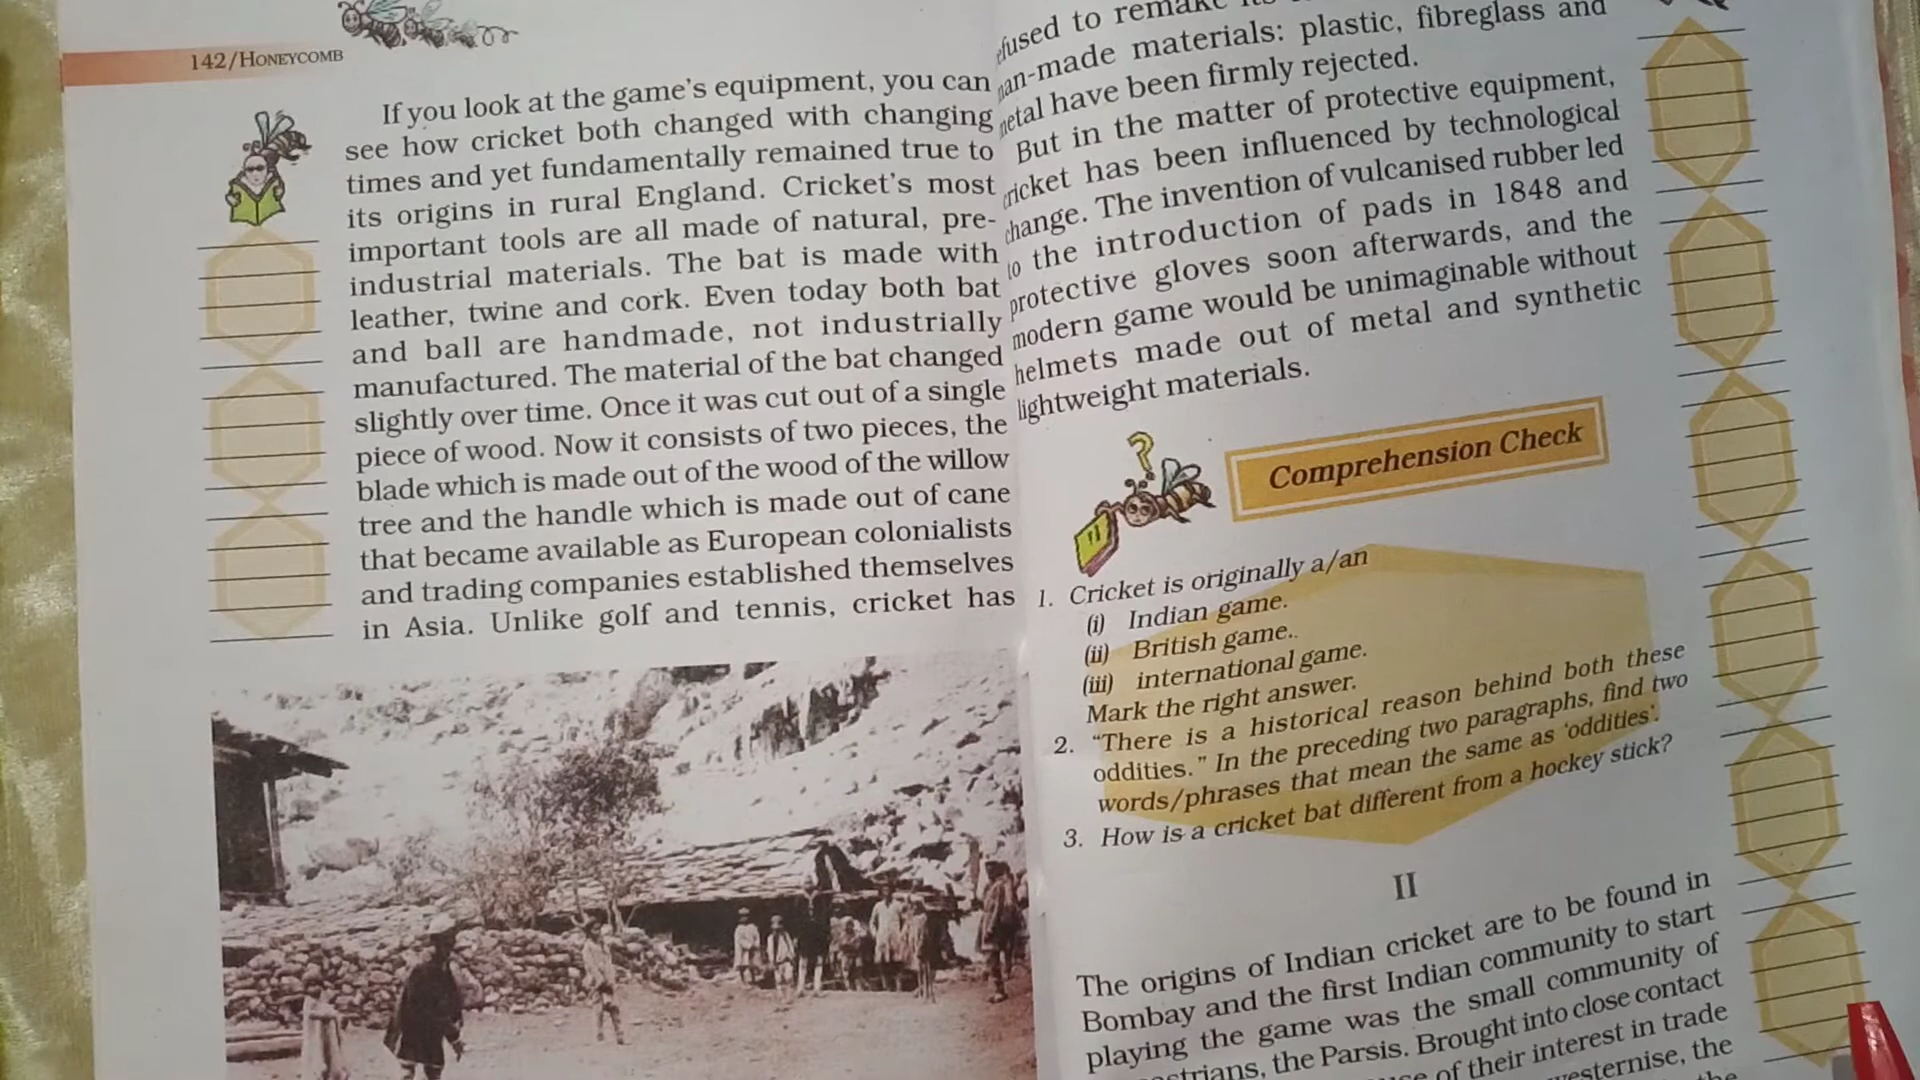 142/HONEYCOMB
If you look at the game's equipment, you can
see how cricket both changed with changing
times and yet fundamentally remained true to
its origins in rural England. Cricket's most
important tools are all made of natural, pre-
industrial materials. The bat is made with
leather, twine and cork. Even today both bat
and ball are handmade, not industrially
manufactured. The material of the bat changed
slightly over time. Once it was cut out of a single
piece of wood. Now it consists of two pieces, the
blade which is made out of the wood of the willow
tree and the handle which is made out of cane
that became available as European colonialists
and trading companies established themselves
in Asia. Unlike golf and tennis, cricket has
to remake
materials: plastic, fibreglass and
have been firmly rejected.
But in the matter of protective equipment,
cricket has been influenced by technological
change. The invention of vulcanised rubber led
to the introduction of pads in 1848 and
protective gloves soon afterwards, and the
modern game would be unimaginable without
helmets made out of metal and synthetic
lightweight materials.
Comprehension Check
1. Cricket is originally a/an
(i) Indian game.
(ii) British game.
(iii) international game.
Mark the right answer.
2. "There is a historical reason behind both these
oddities." In the preceding two paragraphs, find two
words/phrases that mean the same as 'oddities'.
3. How is a cricket bat different from a hockey stick?
II
The origins of Indian cricket are to be found in
Bombay and the first Indian community to start
playing the game was the small community of
the Parsis. Brought into close contact
of their interest in trade
the
the